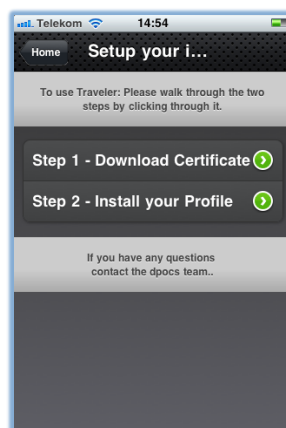 Telekom 14:54
Home Setup your i...
To use Traveler: Please walk through the two
steps by clicking through it.
Step 1 - Download Certificate
Step 2 - Install your Profile
If you have any questions
contact the dpocs team..